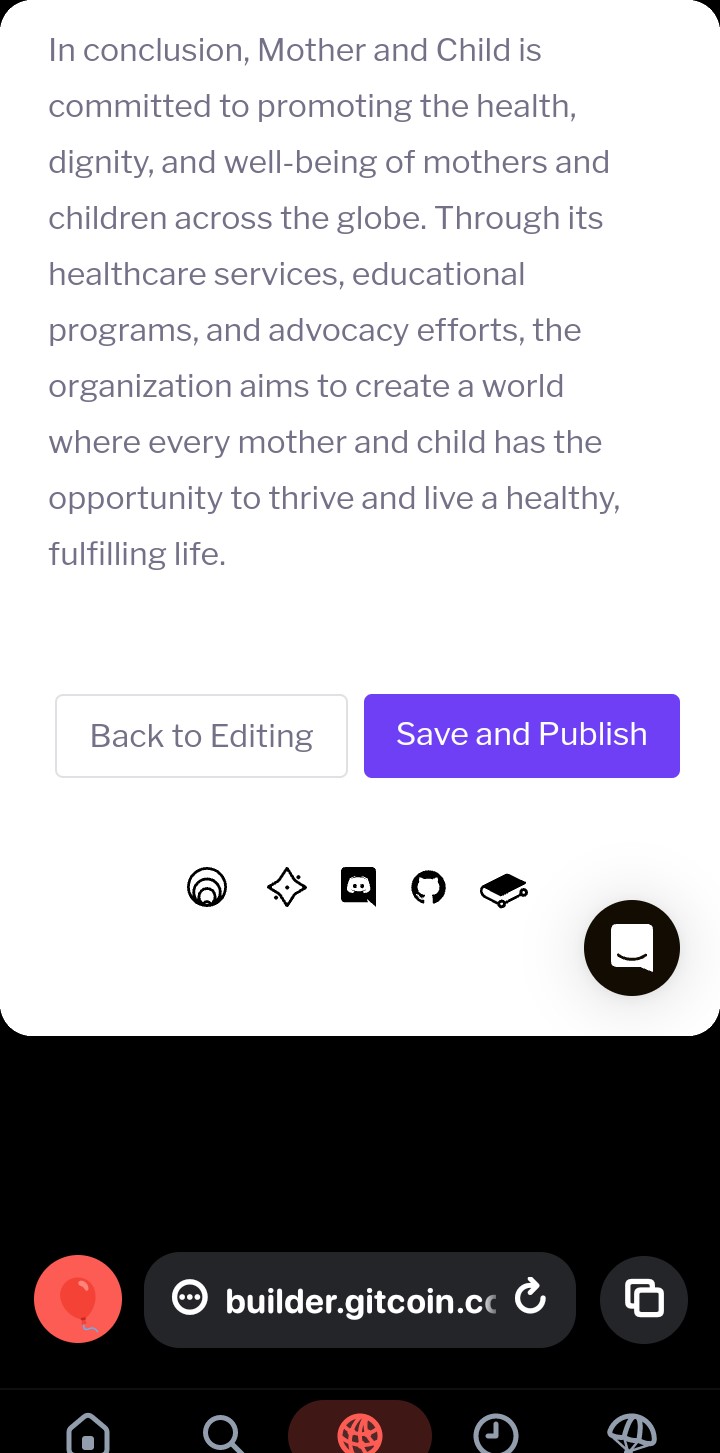 In conclusion, Mother and Child is
committed to promoting the health,
dignity, and well-being of mothers and
children across the globe. Through its
healthcare services, educational
programs, and advocacy efforts, the
organization aims to create a world
where every mother and child has the
opportunity to thrive and live a healthy,
fulfilling life.
Back to Editing
Save and Publish
builder.gitcoin.cc